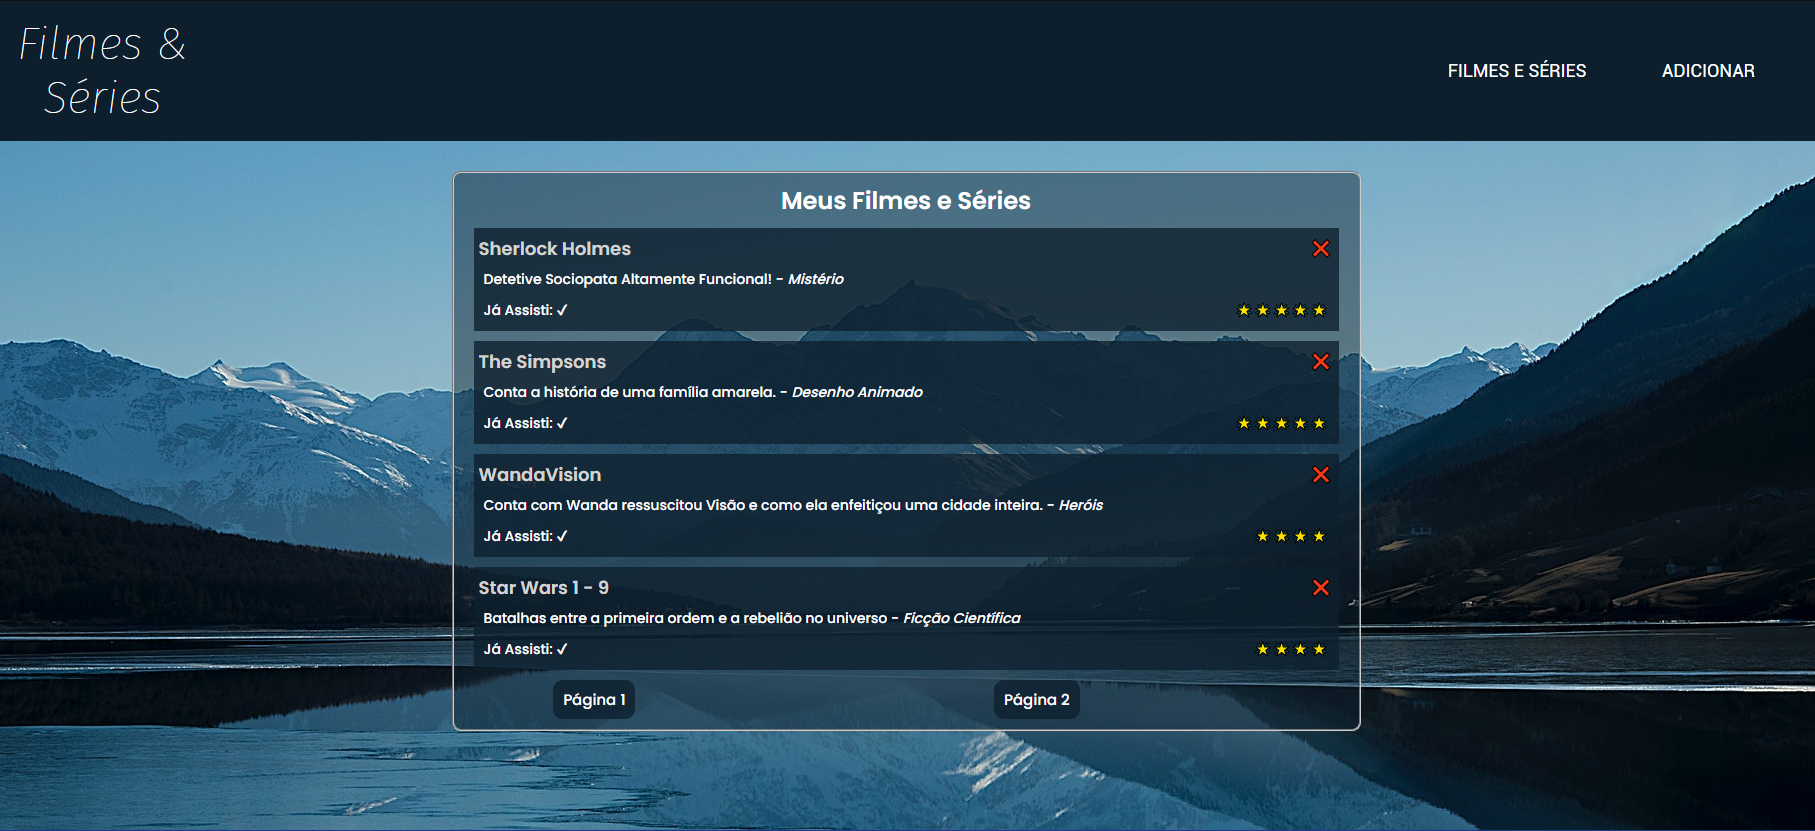 Filmes &
Séries
FILMES E SÉRIES
ADICIONAR
Meus Filmes e Séries
Sherlock Holmes
Detetive Sociopata Altamente Funcional! - Mistério
Já Assisti: ✓
The Simpsons
Conta a história de uma família amarela. - Desenho Animado
Já Assisti: ✓
WandaVision
Conta com Wanda ressuscitou Visão e como ela enfeitiçou uma cidade inteira. - Heróis
Já Assisti: ✓
Star Wars 1 - 9
Batalhas entre a primeira ordem e a rebelião no universo - Ficção Científica
Já Assisti: ✓
Página 1
Página 2